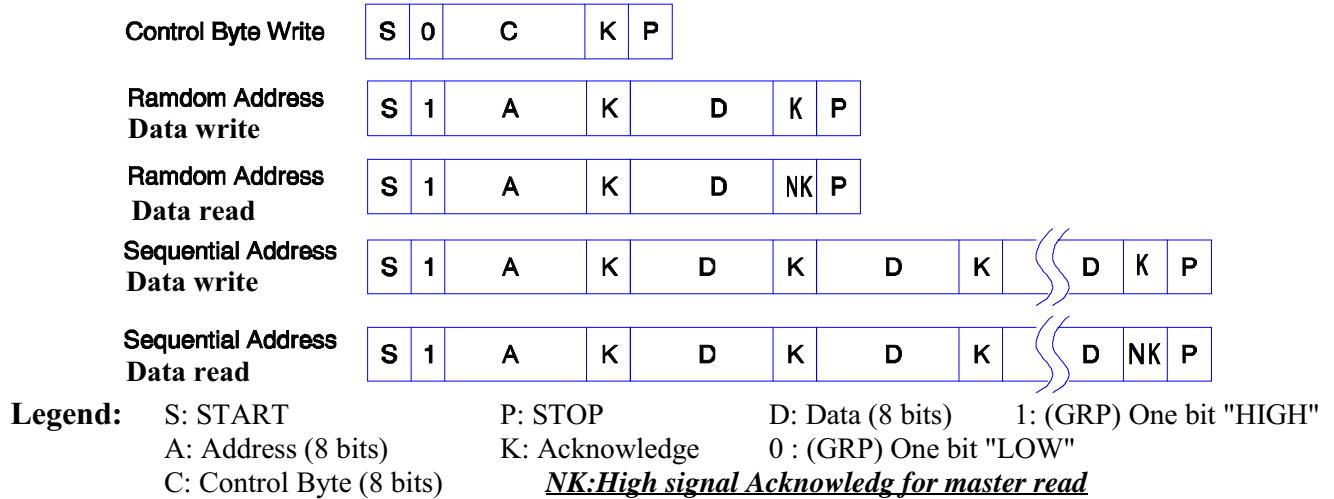 Control Byte Write S 0 C K P
Ramdom Address
Data write S 1 A K D K P
Ramdom Address
Data read S 1 A K D NK P
Sequential Address
Data write S 1 A K D K D K D K P
Sequential Address
Data read S 1 A K D K D K D NK P
Legend: S: START P: STOP D: Data (8 bits) 1: (GRP) One bit "HIGH"
A: Address (8 bits) K: Acknowledge 0 : (GRP) One bit "LOW"
C: Control Byte (8 bits) NK:High signal Acknowledg for master read